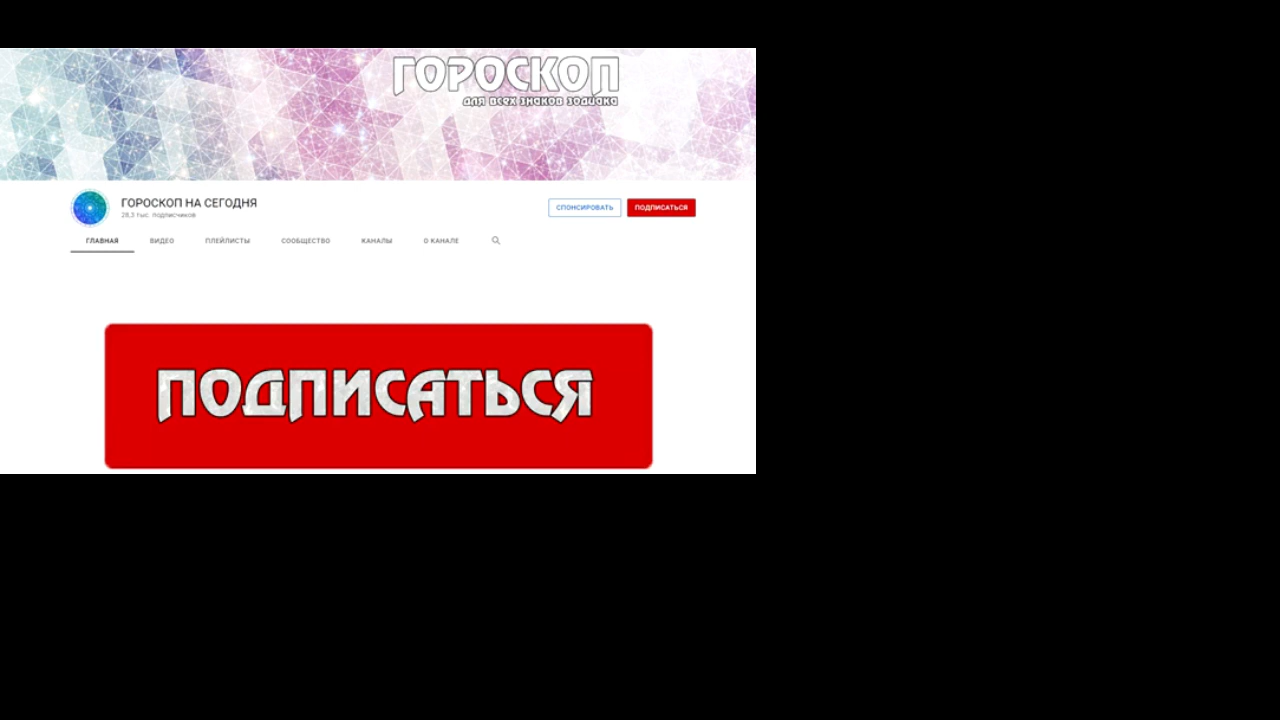 ГОРОСКОП
для всех знаков зодиака
ГОРОСКОП НА СЕГОДНЯ
28,3 тыс. подписчиков
СПОНСИРОВАТЬ
ПОДПИСАТЬСЯ
ГЛАВНАЯ ВИДЕО ПЛЕЙЛИСТЫ СООБЩЕСТВО КАНАЛЫ О КАНАЛЕ
ПОДПИСАТЬСЯ